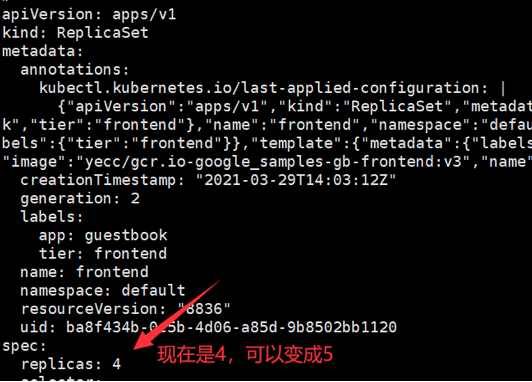 apiVersion: apps/v1
kind: ReplicaSet
metadata:
  annotations:
    kubectl.kubernetes.io/last-applied-configuration: |
      {"apiVersion":"apps/v1","kind":"ReplicaSet","metadat
k","tier":"frontend"},"name":"frontend","namespace":"defau
bels":{"tier":"frontend"}},"template":{"metadata":{"labels
"image":"yecc/gcr.io-google_samples-gb-frontend:v3","name"
  creationTimestamp: "2021-03-29T14:03:12Z"
  generation: 2
  labels:
    app: guestbook
    tier: frontend
  name: frontend
  namespace: default
  resourceVersion: "8836"
  uid: ba8f434b-0e5b-4d06-a85d-9b8502bb1120
spec:
  replicas: 4 现在是4，可以变成5